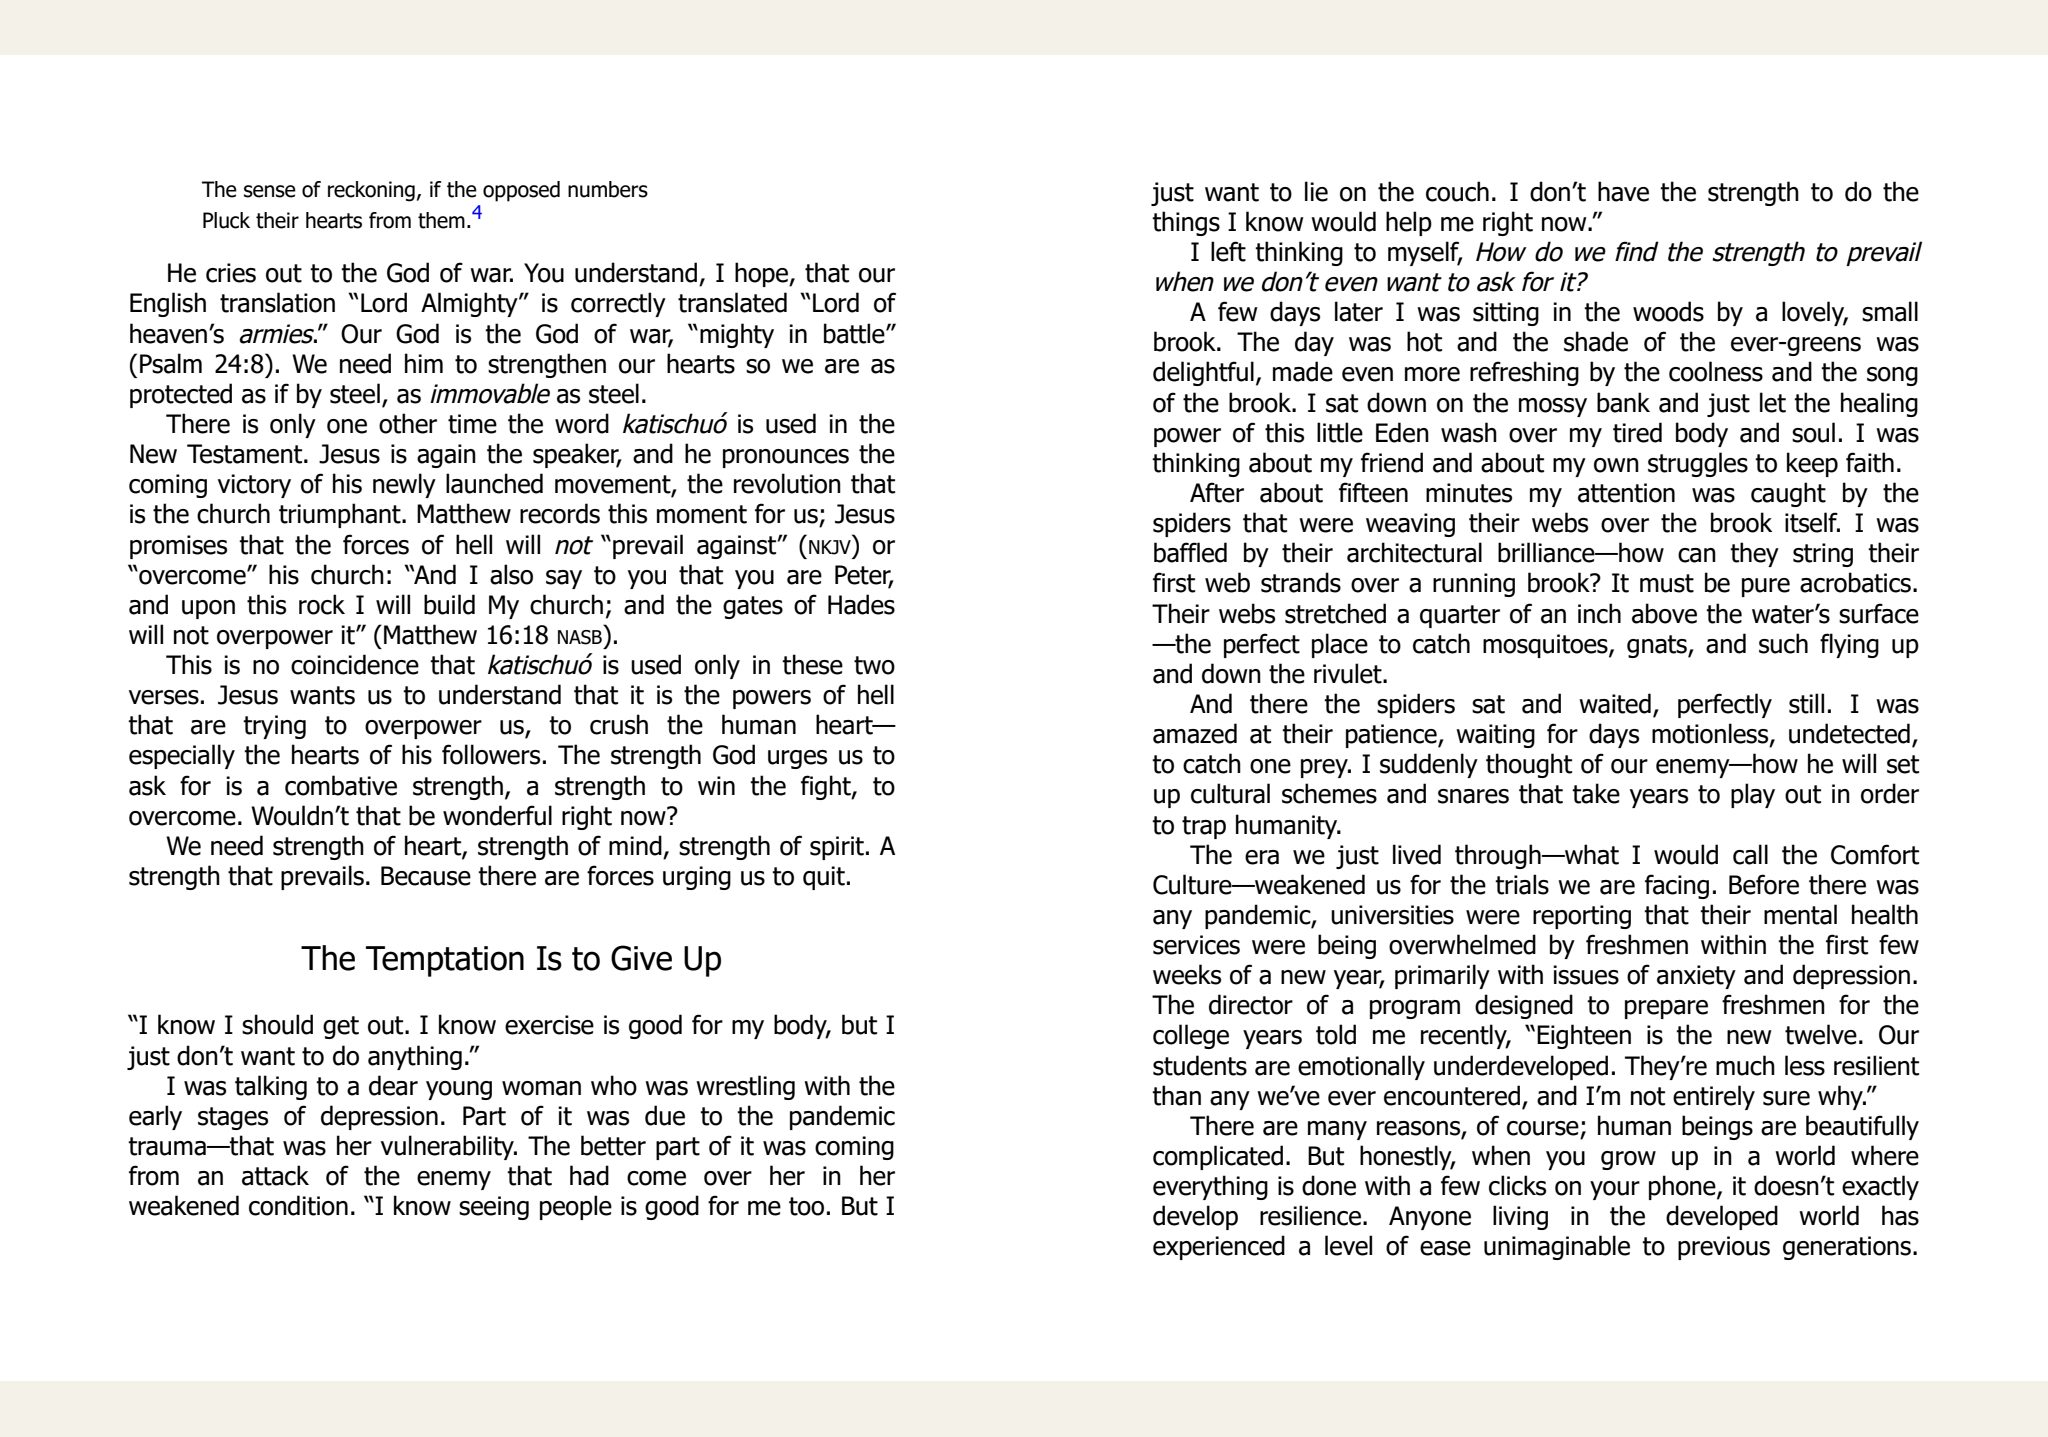 The sense of reckoning, if the opposed numbers
Pluck their hearts from them.4
He cries out to the God of war. You understand, I hope, that our
English translation “Lord Almighty” is correctly translated “Lord of
heaven’s armies.” Our God is the God of war, “mighty in battle”
(Psalm 24:8). We need him to strengthen our hearts so we are as
protected as if by steel, as immovable as steel.
There is only one other time the word katischuó is used in the
New Testament. Jesus is again the speaker, and he pronounces the
coming victory of his newly launched movement, the revolution that
is the church triumphant. Matthew records this moment for us; Jesus
promises that the forces of hell will not “prevail against” (NKJV) or
“overcome” his church: “And I also say to you that you are Peter,
and upon this rock I will build My church; and the gates of Hades
will not overpower it” (Matthew 16:18 NASB).
This is no coincidence that katischuó is used only in these two
verses. Jesus wants us to understand that it is the powers of hell
that are trying to overpower us, to crush the human heart—
especially the hearts of his followers. The strength God urges us to
ask for is a combative strength, a strength to win the fight, to
overcome. Wouldn’t that be wonderful right now?
We need strength of heart, strength of mind, strength of spirit. A
strength that prevails. Because there are forces urging us to quit.
The Temptation Is to Give Up
“I know I should get out. I know exercise is good for my body, but I
just don’t want to do anything.”
I was talking to a dear young woman who was wrestling with the
early stages of depression. Part of it was due to the pandemic
trauma—that was her vulnerability. The better part of it was coming
from an attack of the enemy that had come over her in her
weakened condition. “I know seeing people is good for me too. But I
just want to lie on the couch. I don’t have the strength to do the
things I know would help me right now.”
I left thinking to myself, How do we find the strength to prevail
when we don’t even want to ask for it?
A few days later I was sitting in the woods by a lovely, small
brook. The day was hot and the shade of the ever-greens was
delightful, made even more refreshing by the coolness and the song
of the brook. I sat down on the mossy bank and just let the healing
power of this little Eden wash over my tired body and soul. I was
thinking about my friend and about my own struggles to keep faith.
After about fifteen minutes my attention was caught by the
spiders that were weaving their webs over the brook itself. I was
baffled by their architectural brilliance—how can they string their
first web strands over a running brook? It must be pure acrobatics.
Their webs stretched a quarter of an inch above the water’s surface
—the perfect place to catch mosquitoes, gnats, and such flying up
and down the rivulet.
And there the spiders sat and waited, perfectly still. I was
amazed at their patience, waiting for days motionless, undetected,
to catch one prey. I suddenly thought of our enemy—how he will set
up cultural schemes and snares that take years to play out in order
to trap humanity.
The era we just lived through—what I would call the Comfort
Culture—weakened us for the trials we are facing. Before there was
any pandemic, universities were reporting that their mental health
services were being overwhelmed by freshmen within the first few
weeks of a new year, primarily with issues of anxiety and depression.
The director of a program designed to prepare freshmen for the
college years told me recently, “Eighteen is the new twelve. Our
students are emotionally underdeveloped. They’re much less resilient
than any we’ve ever encountered, and I’m not entirely sure why.”
There are many reasons, of course; human beings are beautifully
complicated. But honestly, when you grow up in a world where
everything is done with a few clicks on your phone, it doesn’t exactly
develop resilience. Anyone living in the developed world has
experienced a level of ease unimaginable to previous generations.